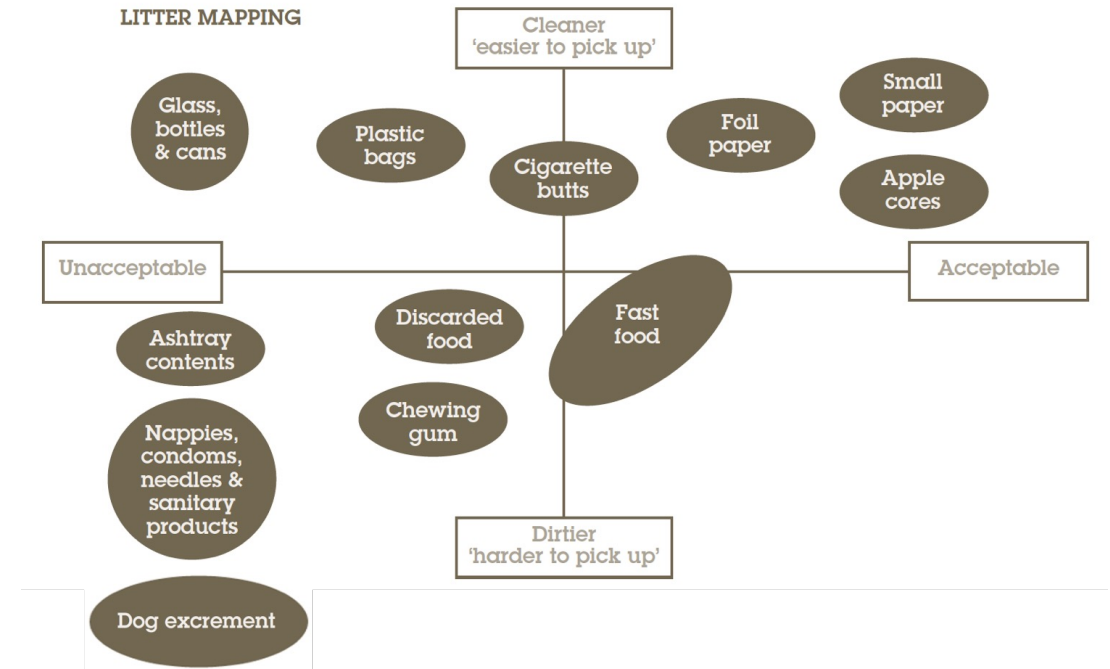 LITTER MAPPING
Cleaner
‘easier to pick up’
Glass,
bottles
& cans
Plastic
bags
Cigarette
butts
Foil
paper
Small
paper
Apple
cores
Unacceptable
Acceptable
Ashtray
contents
Discarded
food
Fast
food
Chewing
gum
Nappies,
condoms,
needles &
sanitary
products
Dirtier
‘harder to pick up’
Dog excrement